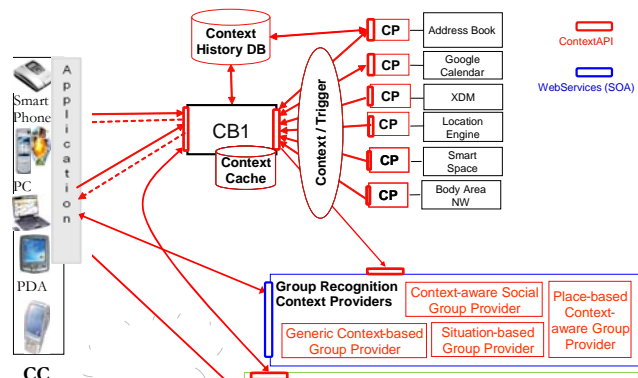 Smart
Phone
PC
PDA
CC
A
p
p
l
i
c
a
t
i
o
n
Context
History DB
CB1
Context
Cache
Context / Trigger
CP
Address Book
CP
Google
Calendar
CP
XDM
CP
Location
Engine
CP
Smart
Space
CP
Body Area
NW
ContextAPI
WebServices (SOA)
Group Recognition
Context Providers
Context-aware Social
Group Provider
Place-based
Context-
aware Group
Provider
Generic Context-based
Group Provider
Situation-based
Group Provider